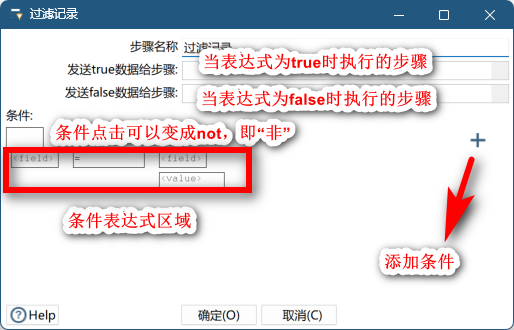 过滤记录
步骤名称 过滤记录
发送true数据给步骤: 当表达式为true时执行的步骤
发送false数据给步骤: 当表达式为false时执行的步骤
条件:
条件点击可以变成not，即“非”
<field> = <field>
<value>
条件表达式区域
添加条件
Help 确定(O) 取消(C)